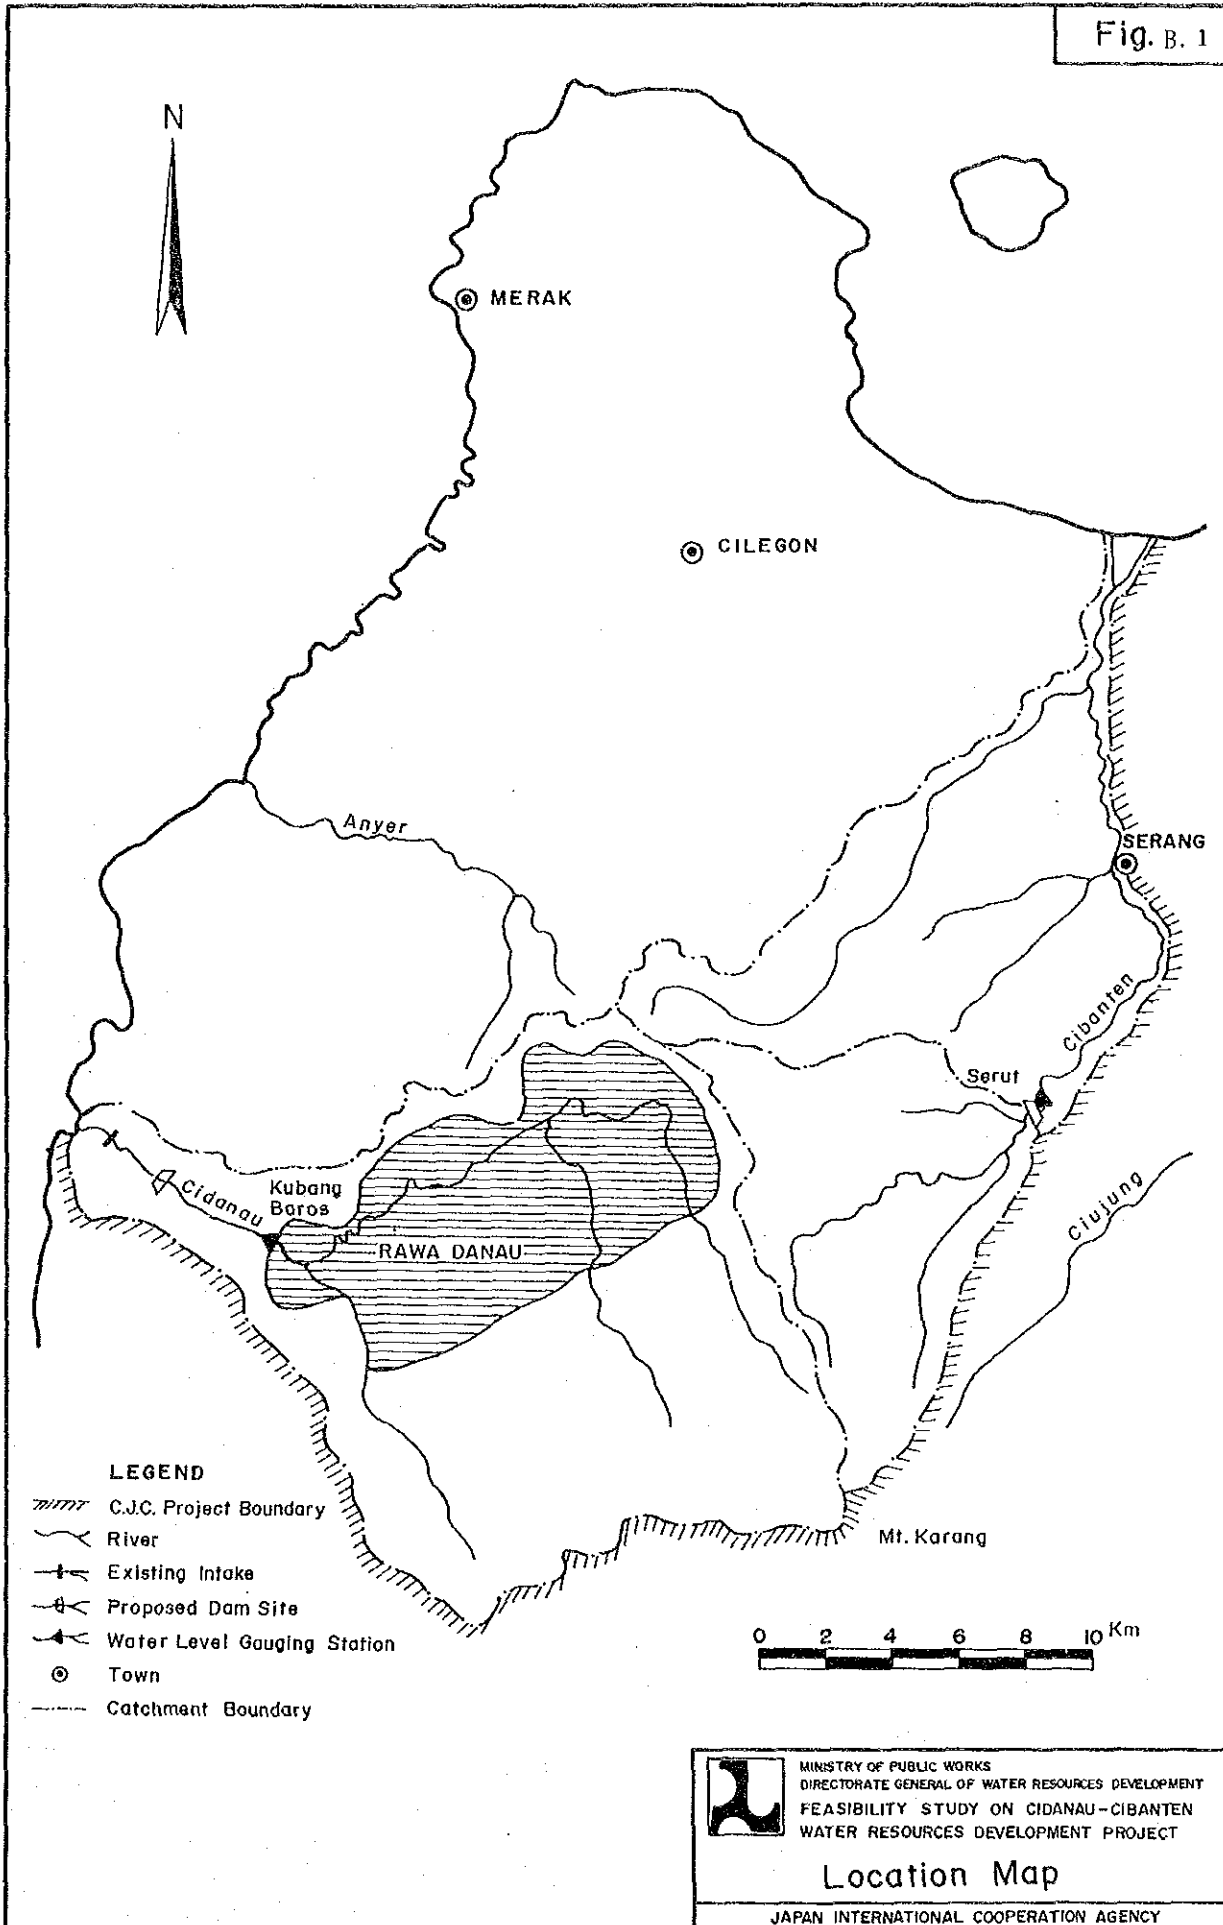 Fig. B. 1
N
MERAK
CILEGON
Anyer
SERANG
Cibanten
Serut
Ciujung
Cidanau
Kubang
Baros
RAWA DANAU
Mt. Karang
LEGEND
C.J.C. Project Boundary
River
Existing Intake
Proposed Dam Site
Water Level Gauging Station
Town
Catchment Boundary
0 2 4 6 8 10 Km
MINISTRY OF PUBLIC WORKS
DIRECTORATE GENERAL OF WATER RESOURCES DEVELOPMENT
FEASIBILITY STUDY ON CIDANAU-CIBANTEN
WATER RESOURCES DEVELOPMENT PROJECT
Location Map
JAPAN INTERNATIONAL COOPERATION AGENCY